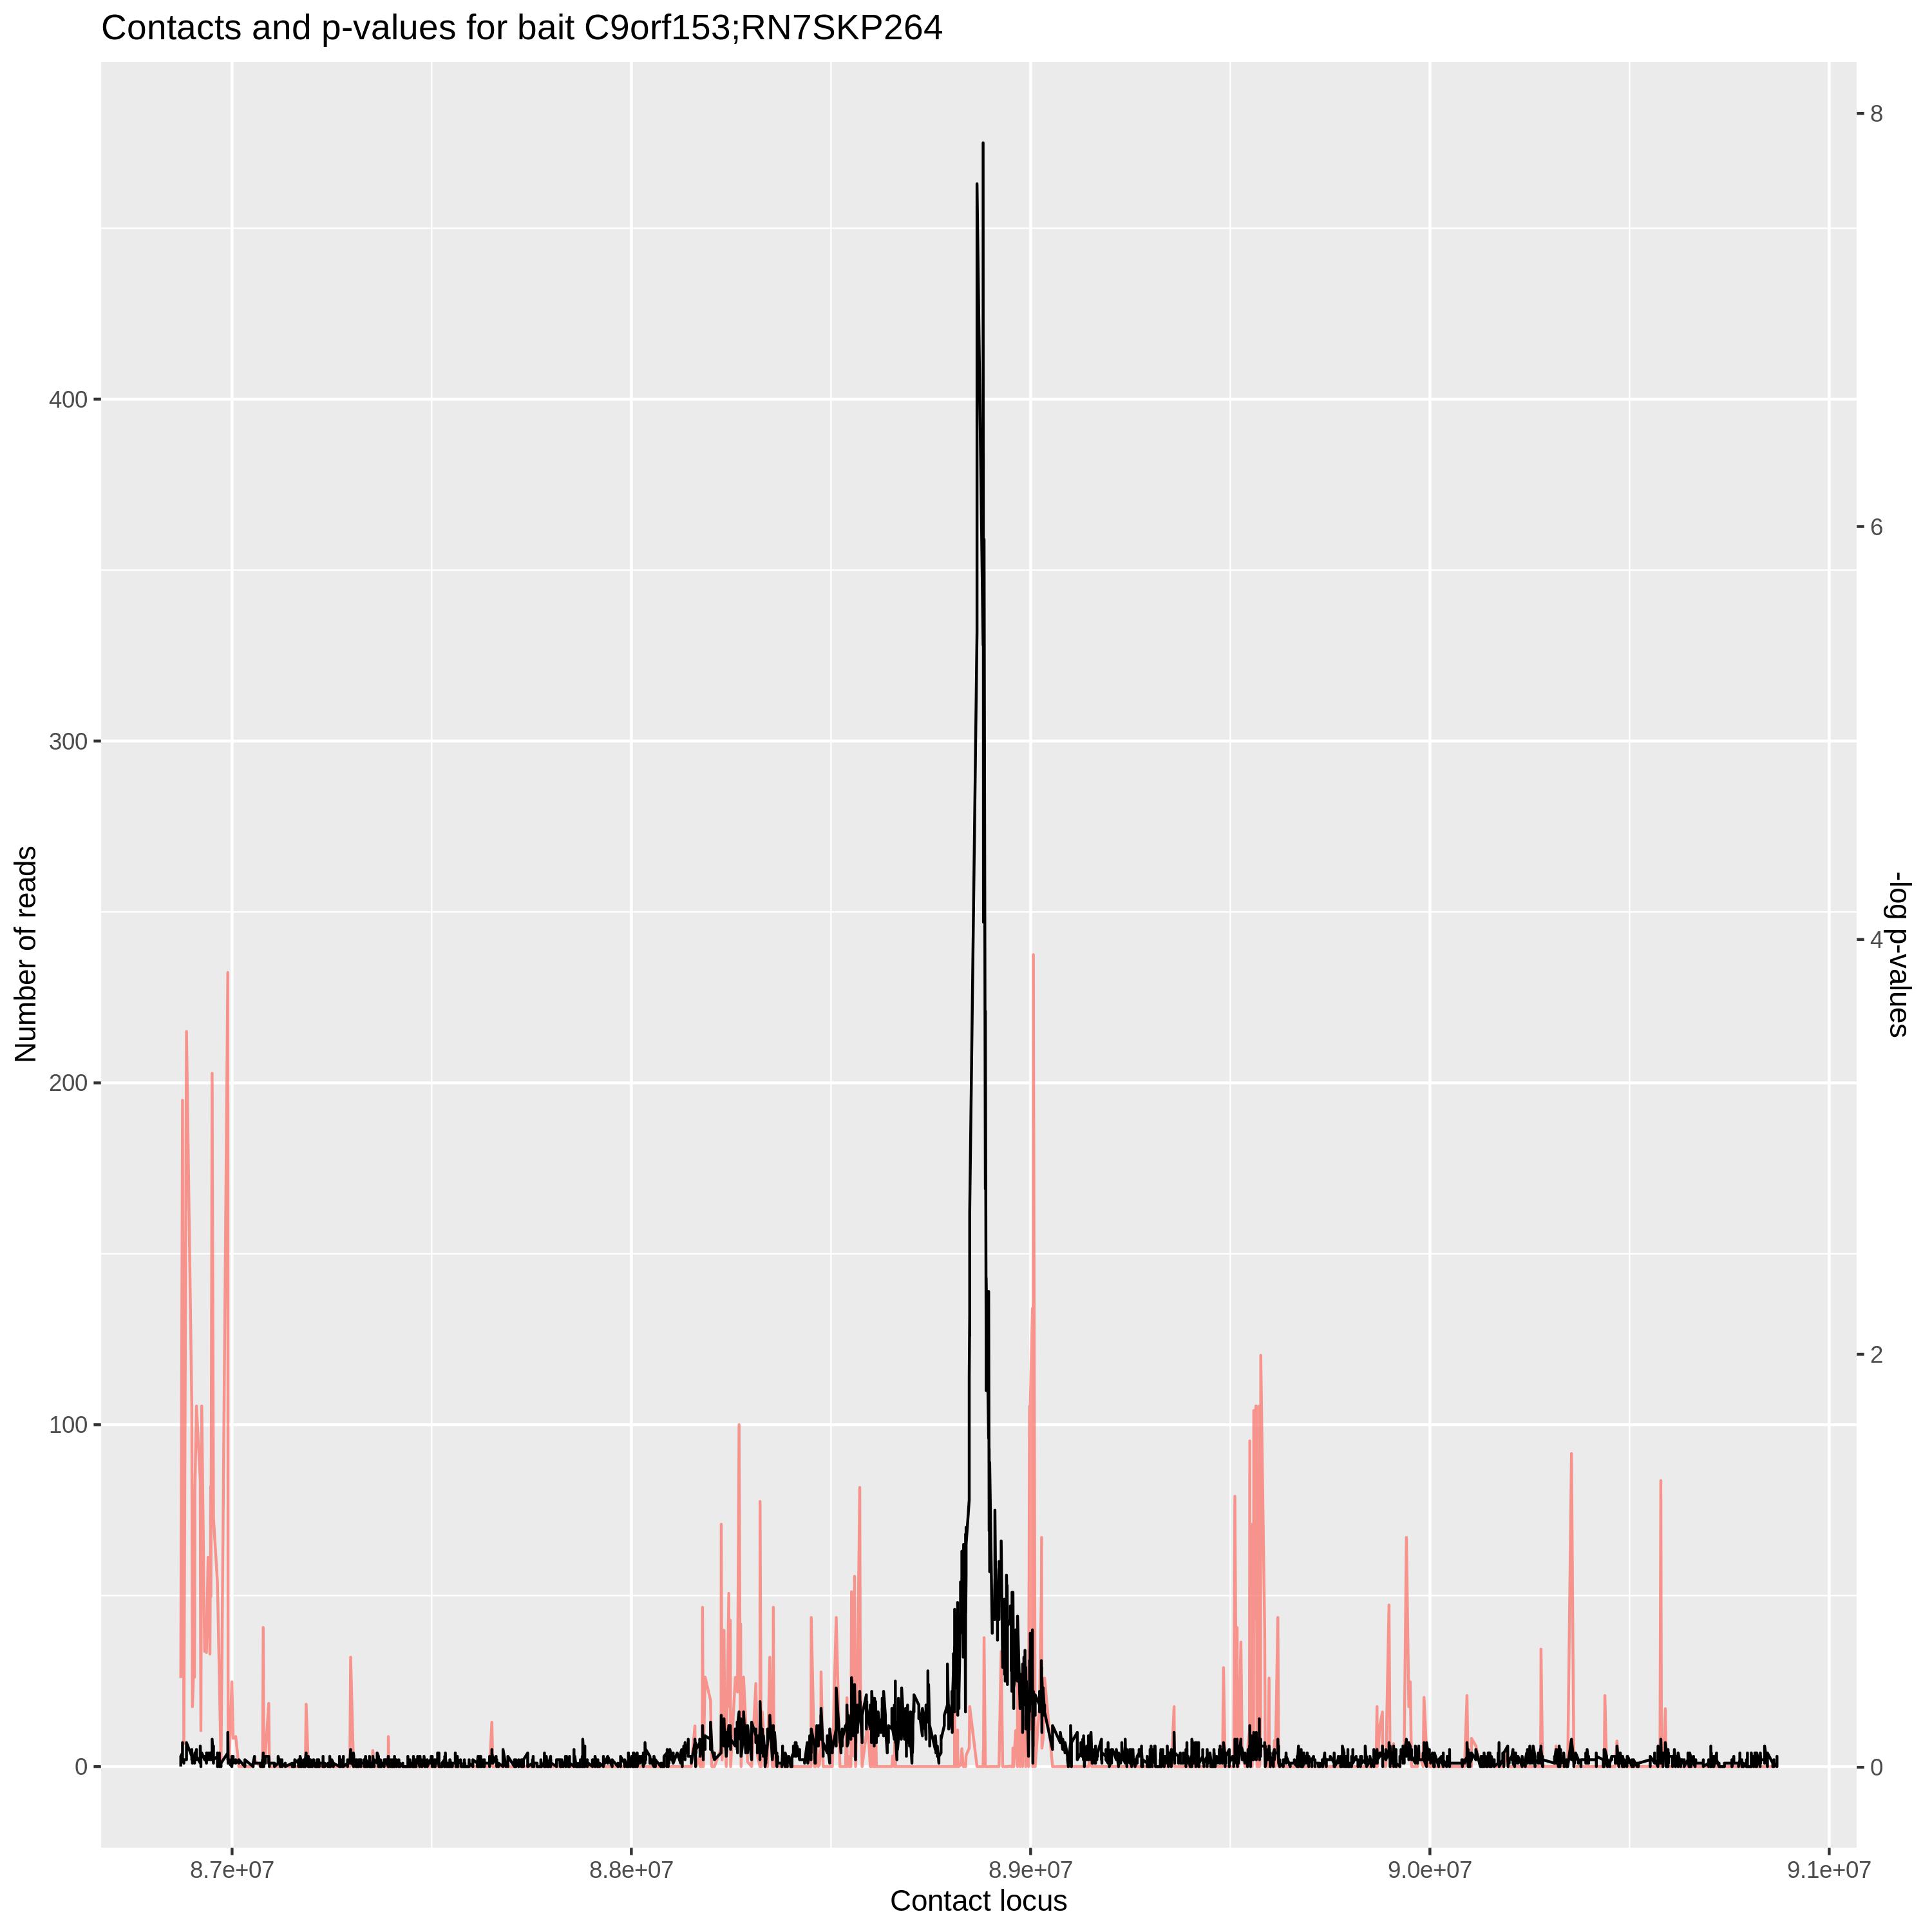 Contacts and p-values for bait C9orf153;RN7SKP264
8
400
6
300
Number of reads
4
-log p-values
200
2
100
0
0
8.7e+07
8.8e+07
8.9e+07
9.0e+07
9.1e+07
Contact locus